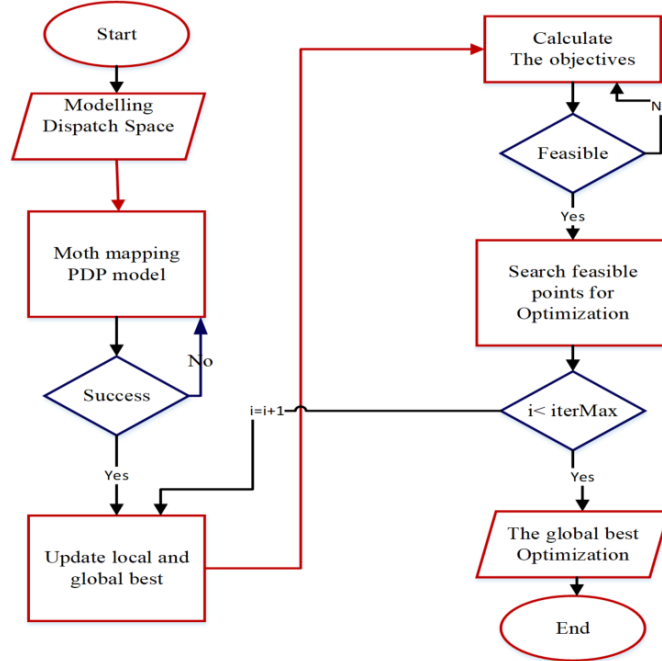 Start
Modelling
Dispatch Space
Moth mapping
PDP model
No
Success
Yes
Update local and
global best
Calculate
The objectives
N
Feasible
Yes
Search feasible
points for
Optimization
i=i+1
i< iterMax
Yes
The global best
Optimization
End